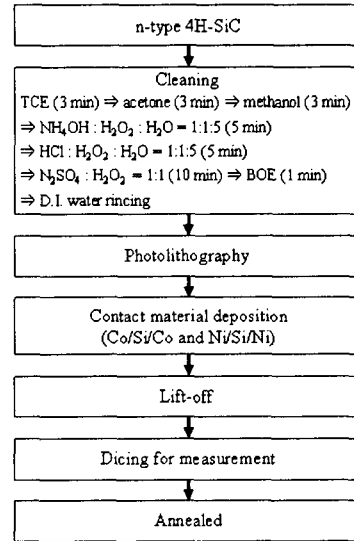 n-type 4H-SiC
Cleaning
TCE (3 min) ⇒ acetone (3 min) ⇒ methanol (3 min)
⇒ NH₄OH : H₂O₂ : H₂O = 1:1:5 (5 min)
⇒ HCl : H₂O₂ : H₂O = 1:1:5 (5 min)
⇒ N₂SO₄ : H₂O₂ = 1:1 (10 min) ⇒ BOE (1 min)
⇒ D.I. water rincing
Photolithography
Contact material deposition
(Co/Si/Co and Ni/Si/Ni)
Lift-off
Dicing for measurement
Annealed